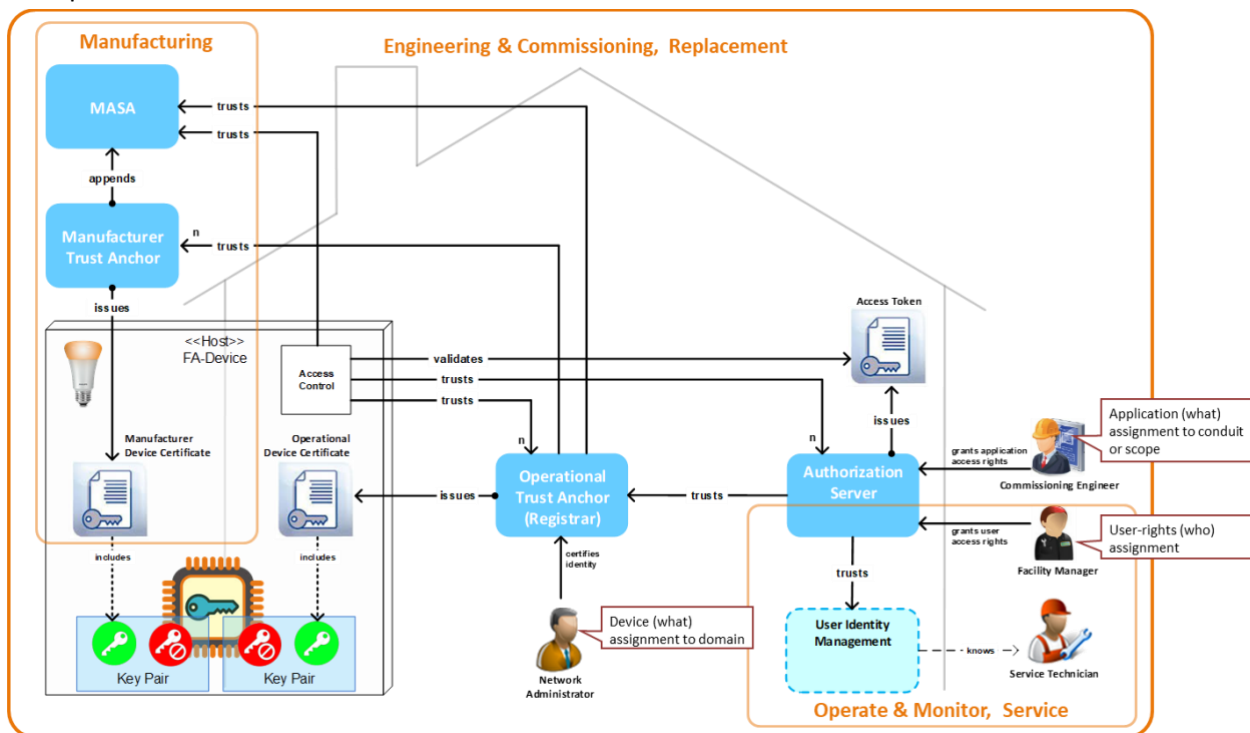 Manufacturing
Engineering & Commissioning, Replacement
MASA
trusts
trusts
appends
Manufacturer
Trust Anchor
n
trusts
issues
<<Host>>
FA-Device
Access
Control
validates
trusts
trusts
n
n
Access Token
issues
Manufacturer
Device Certificate
Operational
Device Certificate
issues
Operational
Trust Anchor
(Registrar)
trusts
Authorization
Server
grants application
access rights
Commissioning Engineer
Application (what)
assignment to conduit
or scope
grants user
access rights
Facility Manager
User-rights (who)
assignment
includes
includes
certifies
identity
trusts
Key Pair
Key Pair
Network
Administrator
Device (what)
assignment to domain
User Identity
Management
knows
Service Technician
Operate & Monitor, Service